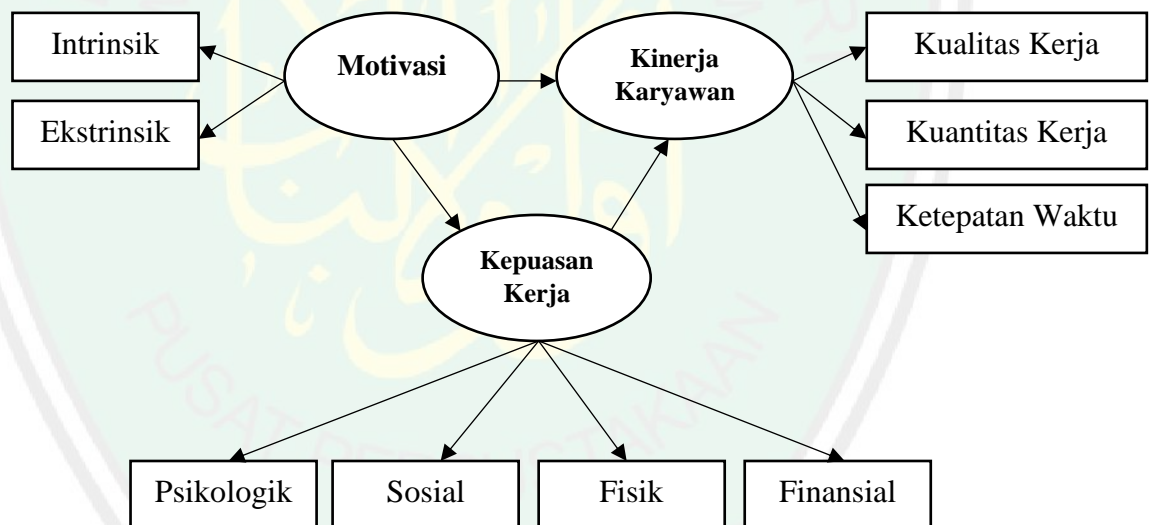 Intrinsik
Ekstrinsik
Motivasi
Kinerja
Karyawan
Kualitas Kerja
Kuantitas Kerja
Ketepatan Waktu
Kepuasan
Kerja
Psikologik
Sosial
Fisik
Finansial